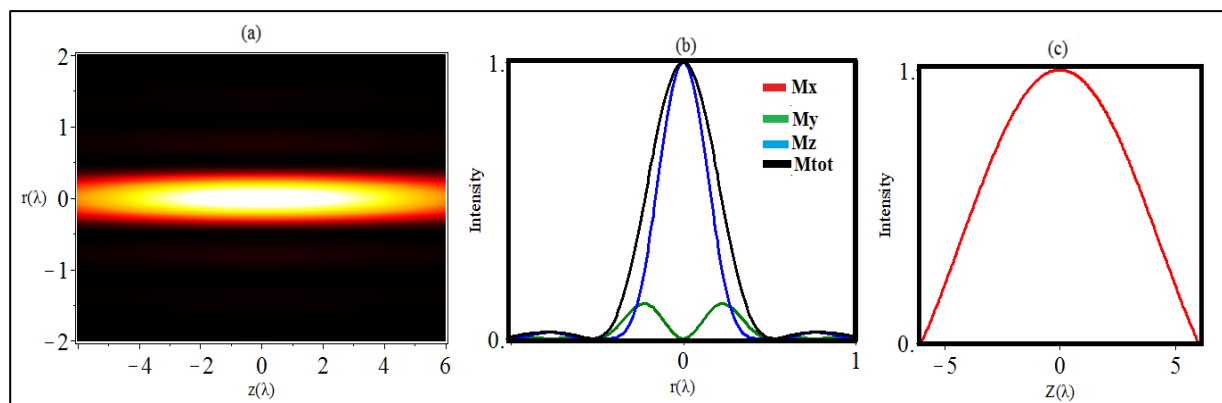 (a)
2
1
r(λ) 0
−1
−2
−4 −2 0 2 4 6
z(λ)
(b)
1.
Intensity
0.
0 1
r(λ)
Mx
My
Mz
Mtot
(c)
1.
Intensity
0.
−5 0 5
Z(λ)